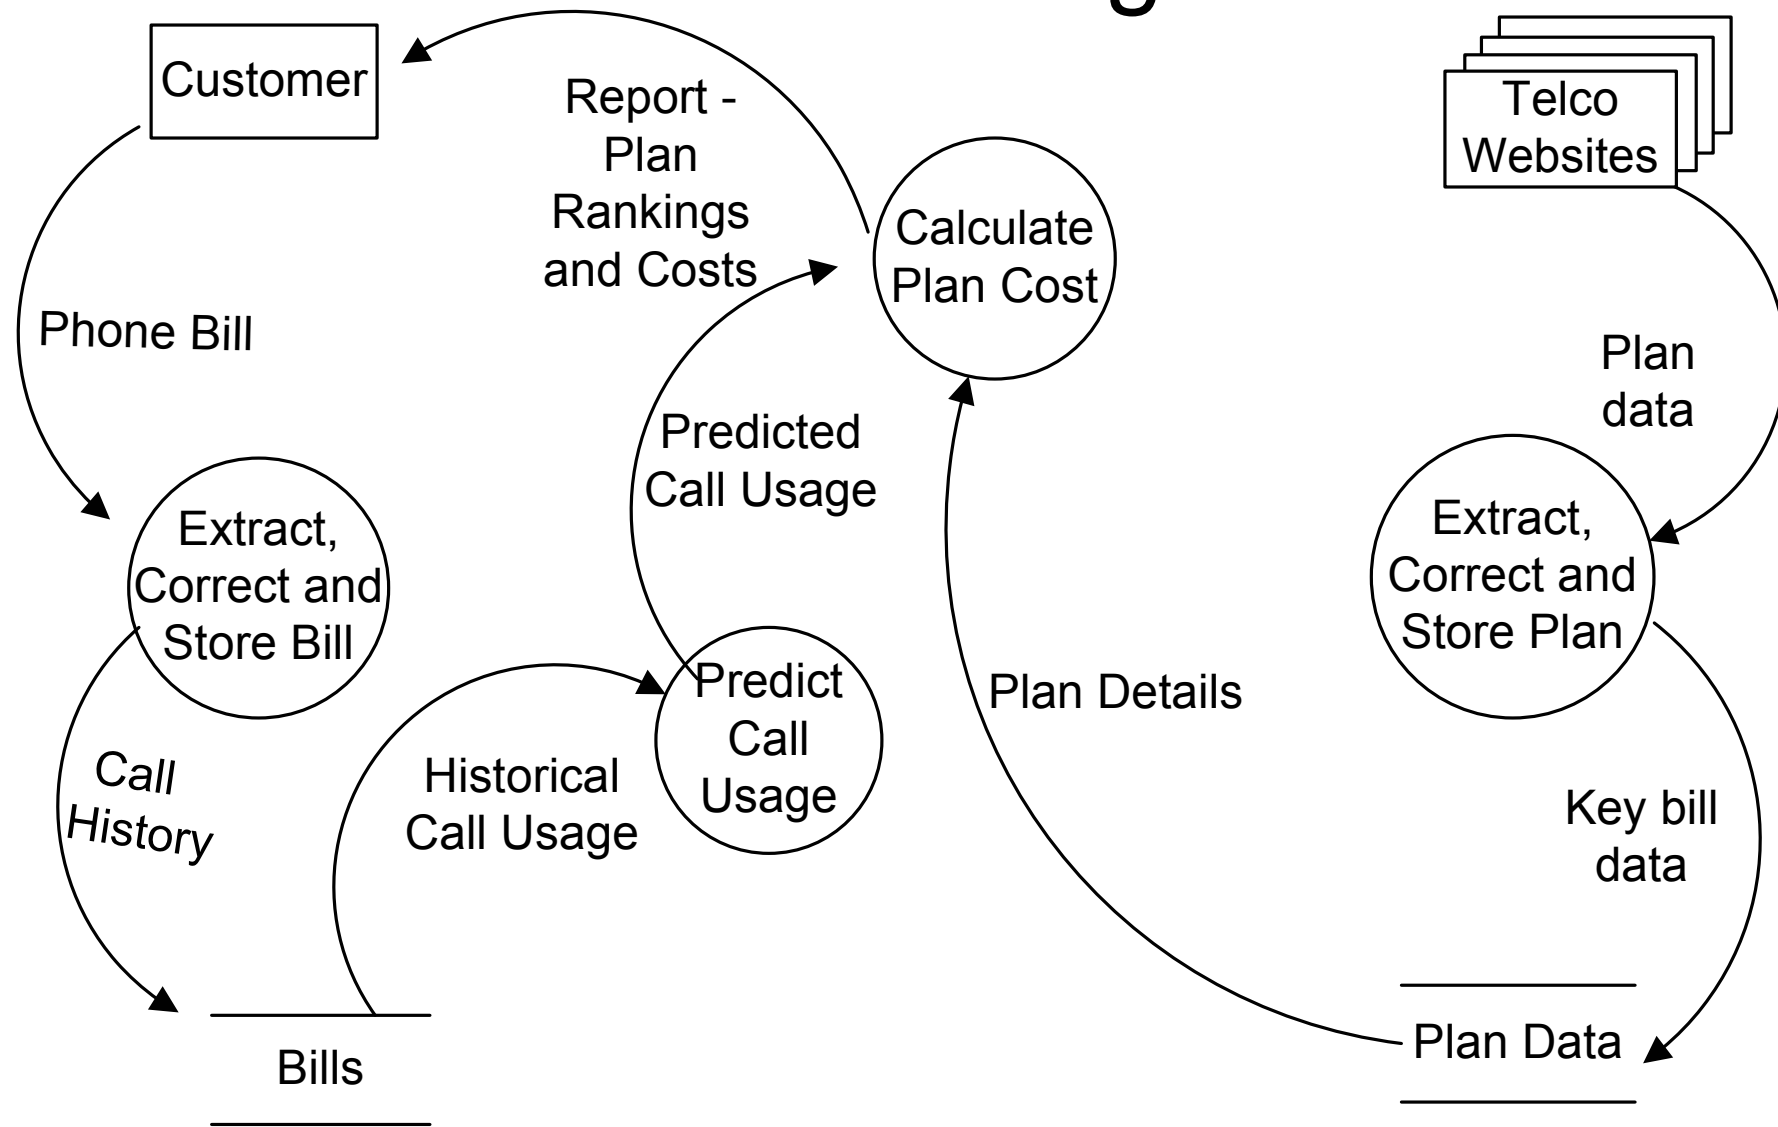 Customer
Report -
Plan
Rankings
and Costs
Telco
Websites
Calculate
Plan Cost
Phone Bill
Plan
data
Predicted
Call Usage
Extract,
Correct and
Store Bill
Extract,
Correct and
Store Plan
Predict
Call
Usage
Plan Details
Call
History
Historical
Call Usage
Key bill
data
Bills
Plan Data